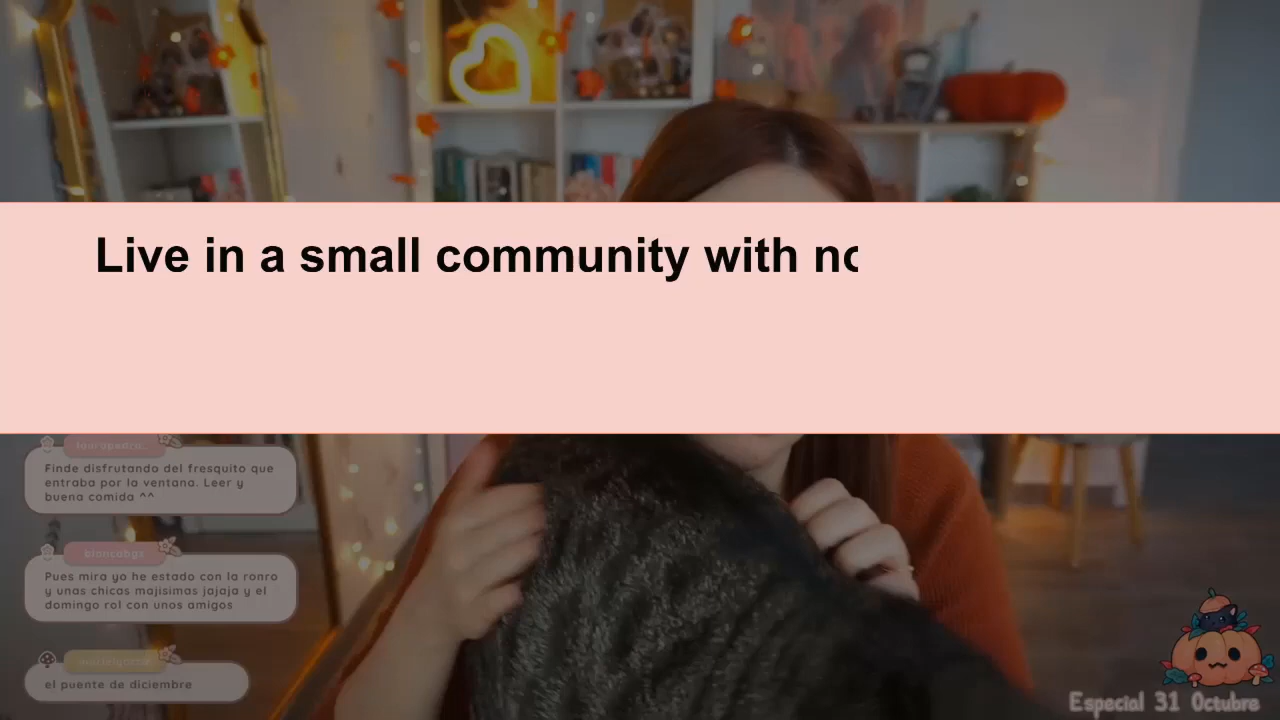 Live in a small community with no
Finde disfrutando del fresquito que
entraba por la ventana. Leer y
buena comida ^^
blancabgz
Pues mira yo he estado con la ronro
y unas chicas majisimas jajaja y el
domingo rol con unos amigos
el puente de diciembre
Especial 31 Octubre